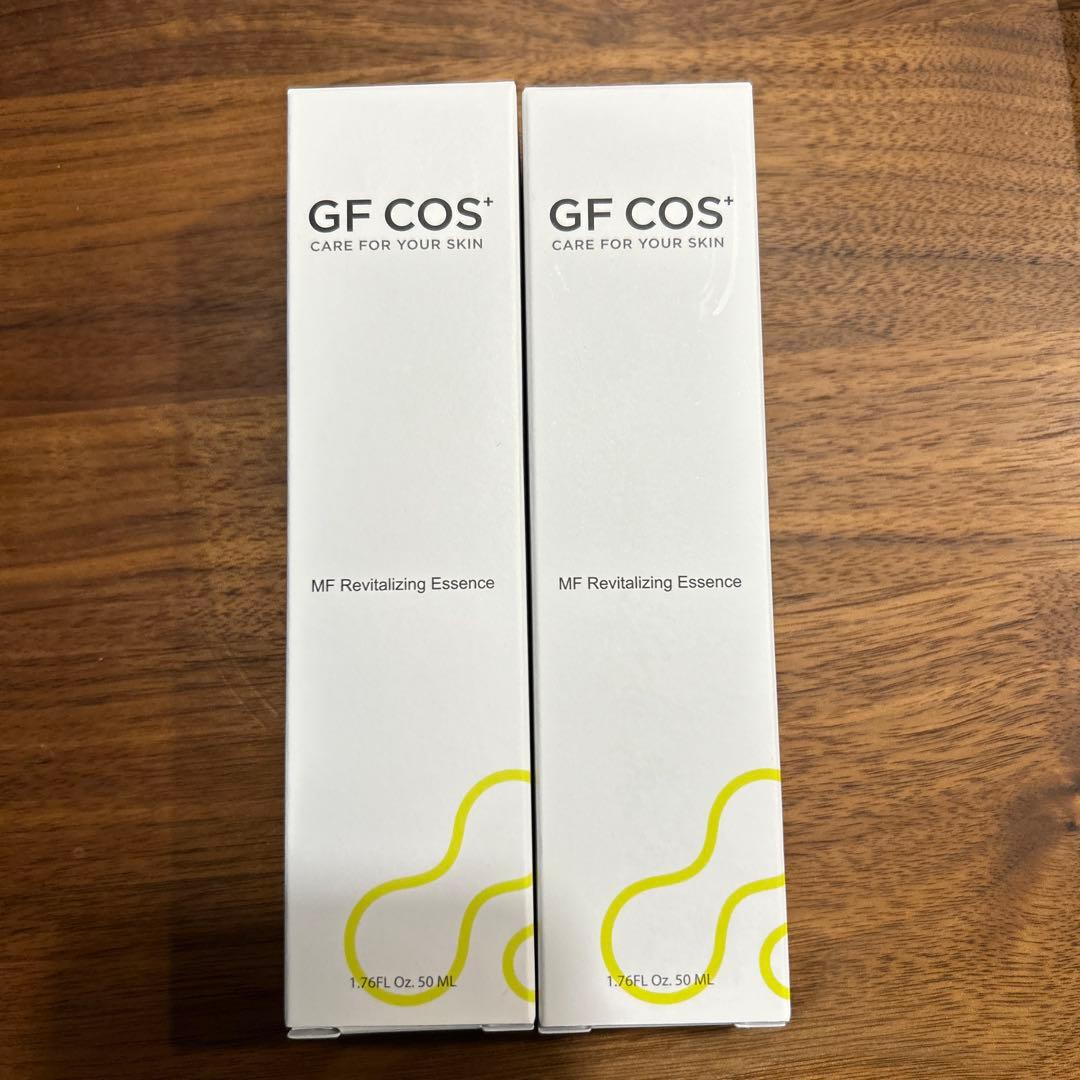 GF COS+
CARE FOR YOUR SKIN
MF Revitalizing Essence
1.76FL Oz. 50 ML
GF COS+
CARE FOR YOUR SKIN
MF Revitalizing Essence
1.76FL Oz. 50 ML